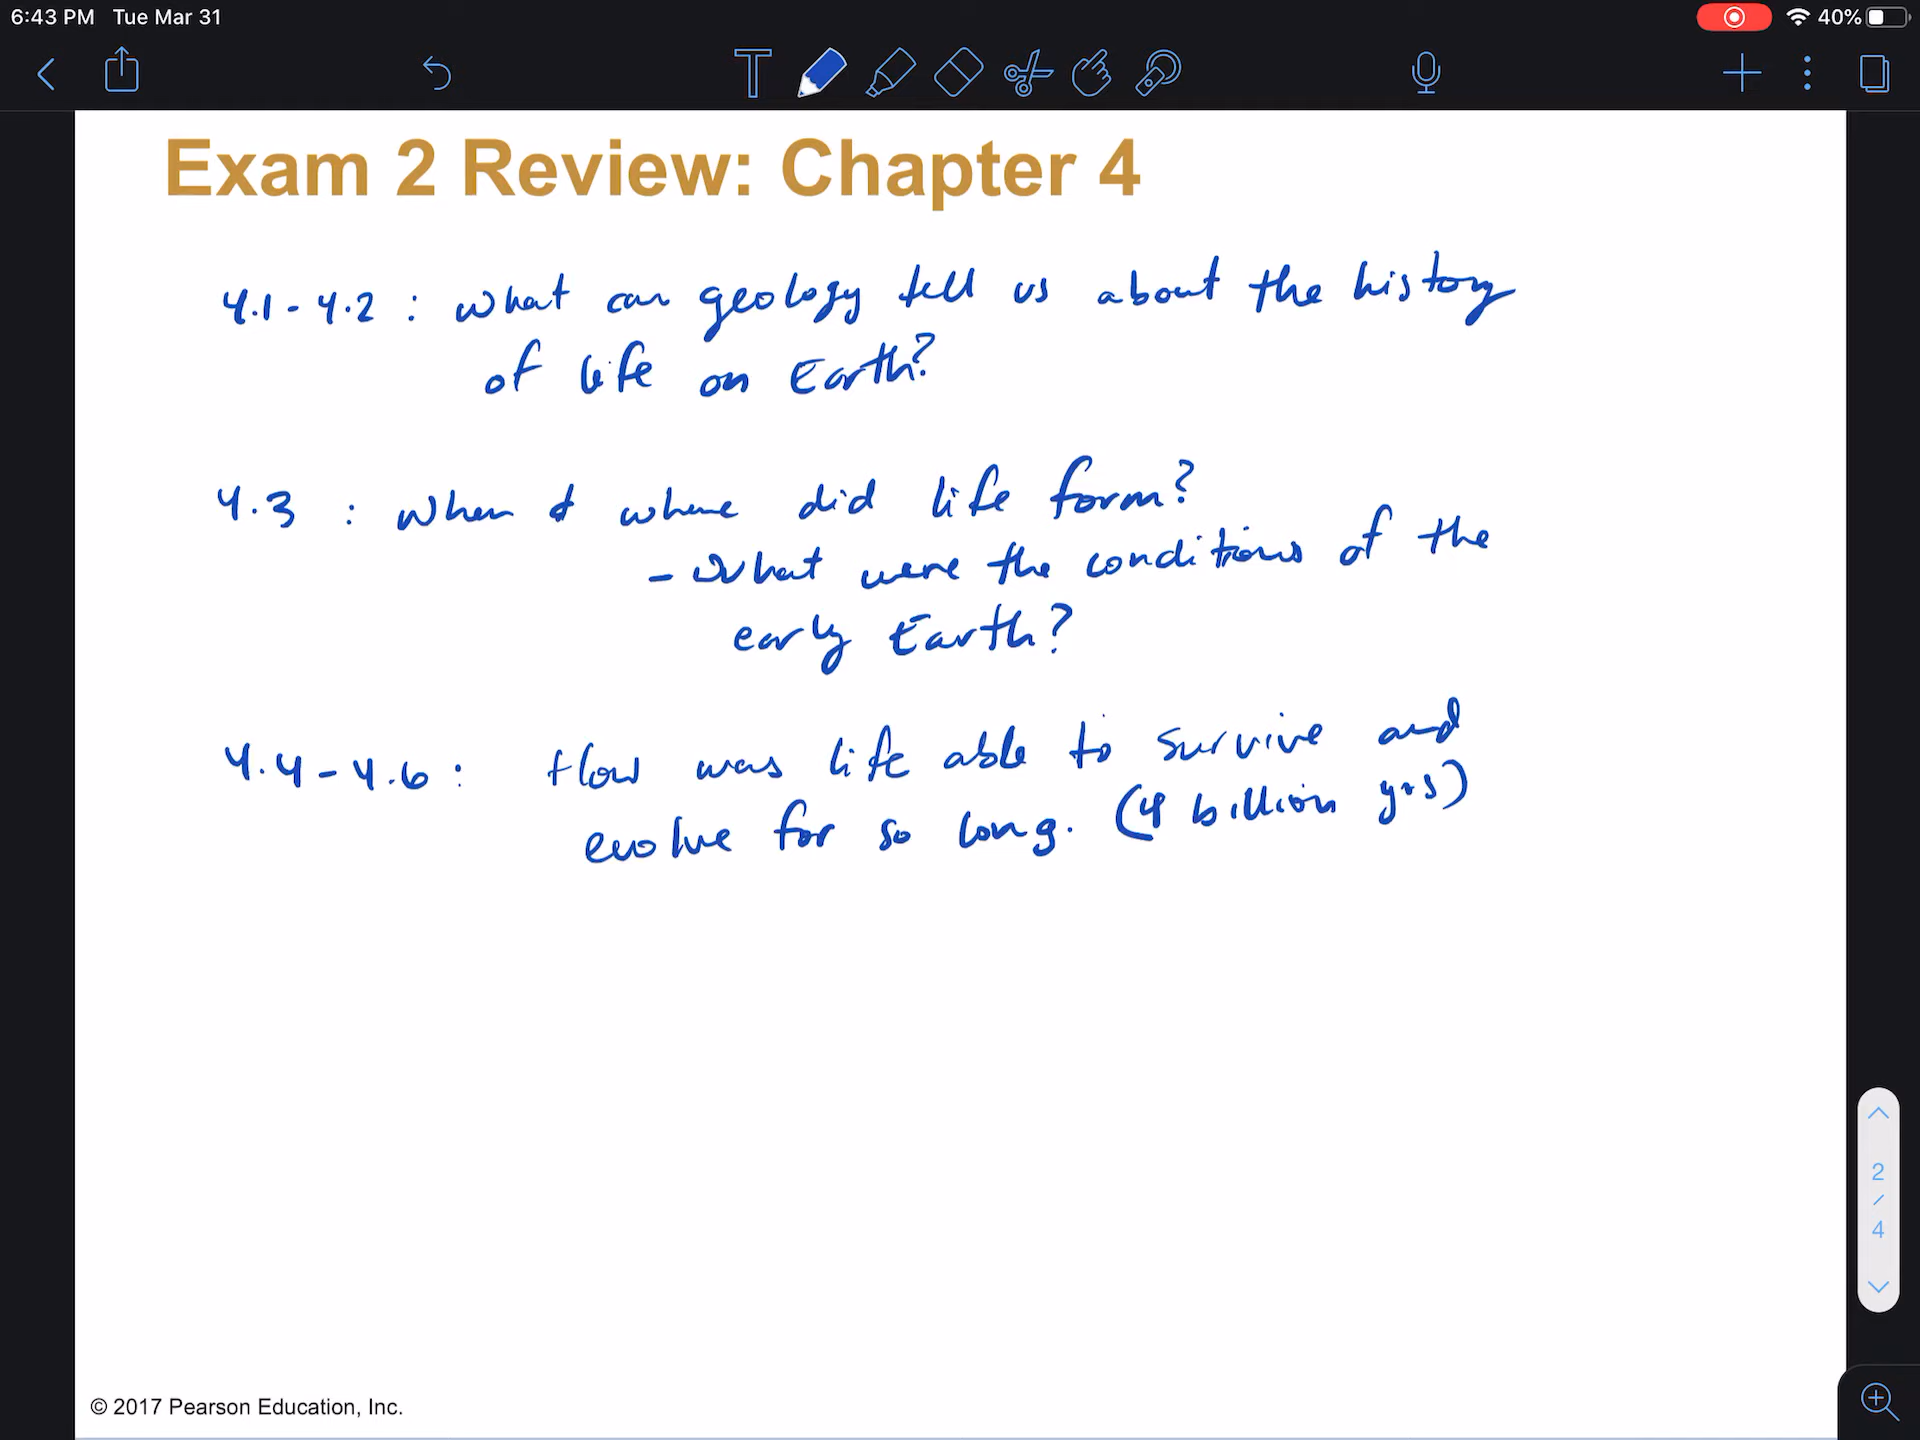 6:43 PM Tue Mar 31
40%
Exam 2 Review: Chapter 4
4.1 - 4.2 : What can geology tell us about the history
of life on Earth?
4.3 : When & where did life form?
- What were the conditions of the
early Earth?
4.4 - 4.6 : How was life able to survive and
evolve for so long. (4 billion yrs)
2
/
4
© 2017 Pearson Education, Inc.